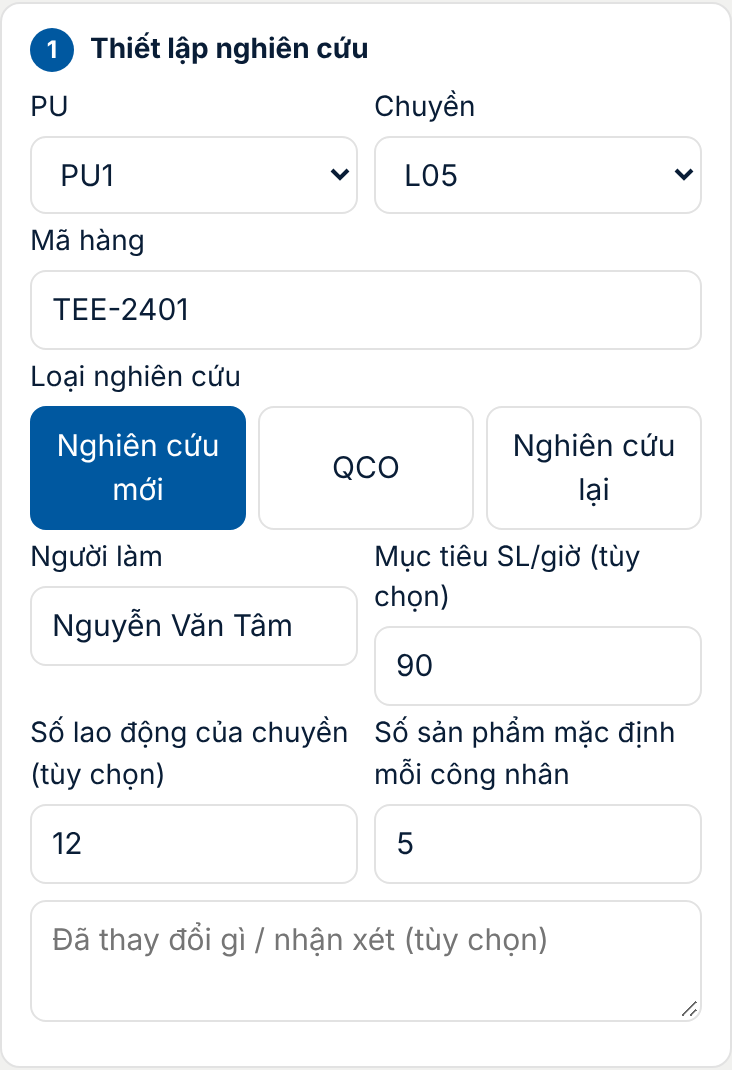 1 Thiết lập nghiên cứu
PU
Chuyền
PU1
L05
Mã hàng
TEE-2401
Loại nghiên cứu
Nghiên cứu
mới
QCO
Nghiên cứu
lại
Người làm
Nguyễn Văn Tâm
Mục tiêu SL/giờ (tùy
chọn)
90
Số lao động của chuyền
(tùy chọn)
12
Số sản phẩm mặc định
mỗi công nhân
5
Đã thay đổi gì / nhận xét (tùy chọn)